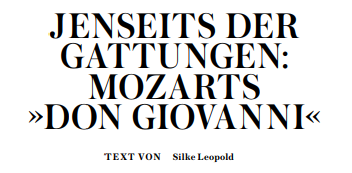 JENSEITS DER
GATTUNGEN:
MOZARTS
»DON GIOVANNI«
TEXT VON Silke Leopold